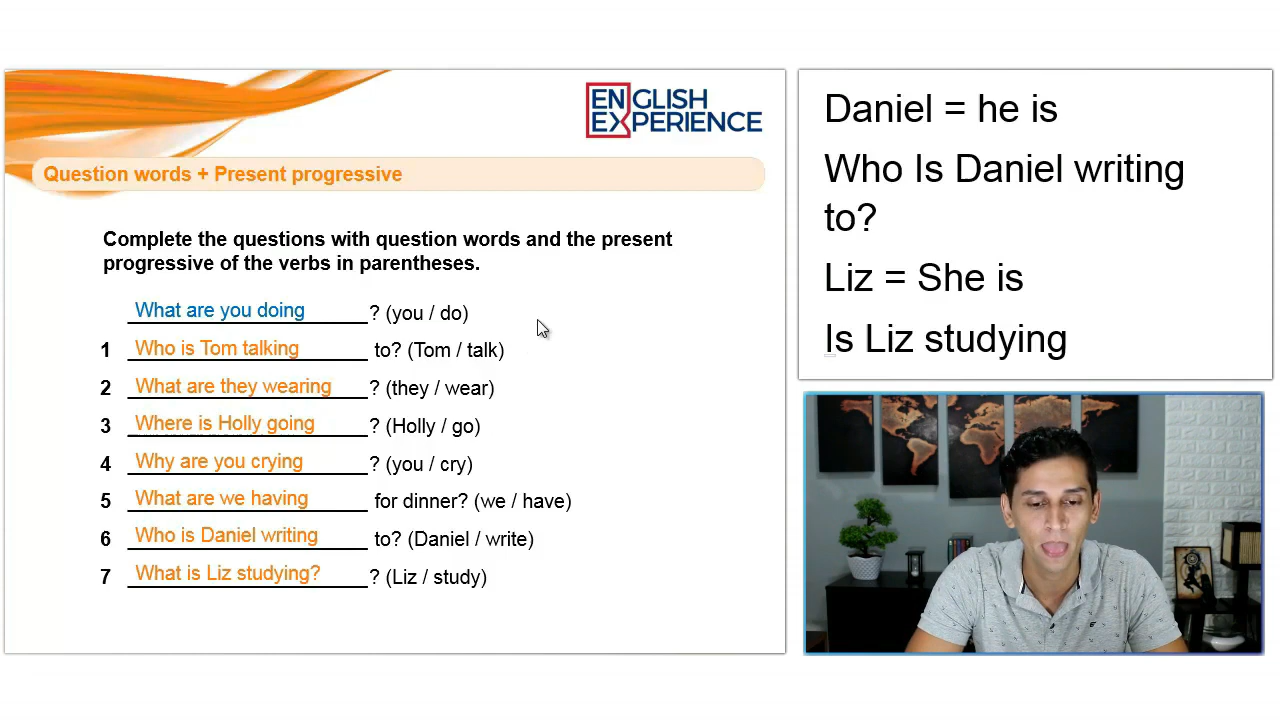 ENGLISH
EXPERIENCE
Question words + Present progressive
Complete the questions with question words and the present
progressive of the verbs in parentheses.
What are you doing ? (you / do)
1 Who is Tom talking to? (Tom / talk)
2 What are they wearing ? (they / wear)
3 Where is Holly going ? (Holly / go)
4 Why are you crying ? (you / cry)
5 What are we having for dinner? (we / have)
6 Who is Daniel writing to? (Daniel / write)
7 What is Liz studying? ? (Liz / study)
Daniel = he is
Who Is Daniel writing
to?
Liz = She is
Is Liz studying